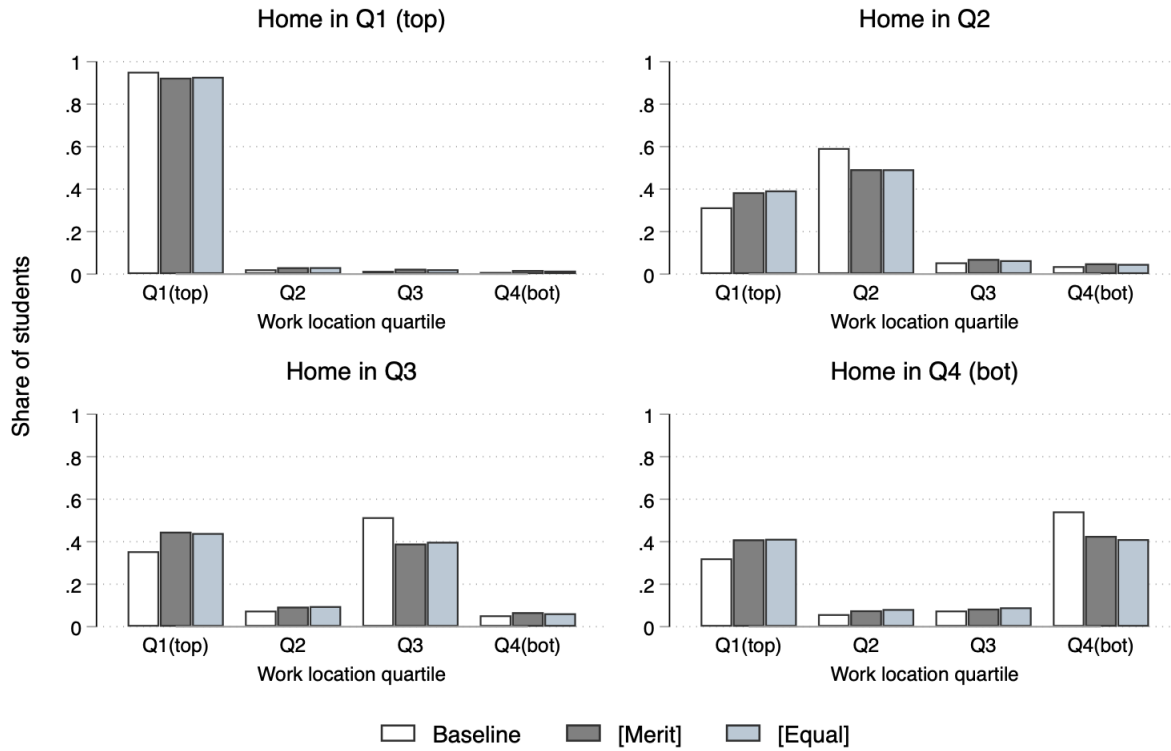 Share of students
Home in Q1 (top)
1
.8
.6
.4
.2
0
Q1(top) Q2 Q3 Q4(bot)
Work location quartile
Home in Q2
1
.8
.6
.4
.2
0
Q1(top) Q2 Q3 Q4(bot)
Work location quartile
Home in Q3
1
.8
.6
.4
.2
0
Q1(top) Q2 Q3 Q4(bot)
Work location quartile
Home in Q4 (bot)
1
.8
.6
.4
.2
0
Q1(top) Q2 Q3 Q4(bot)
Work location quartile
Baseline [Merit] [Equal]